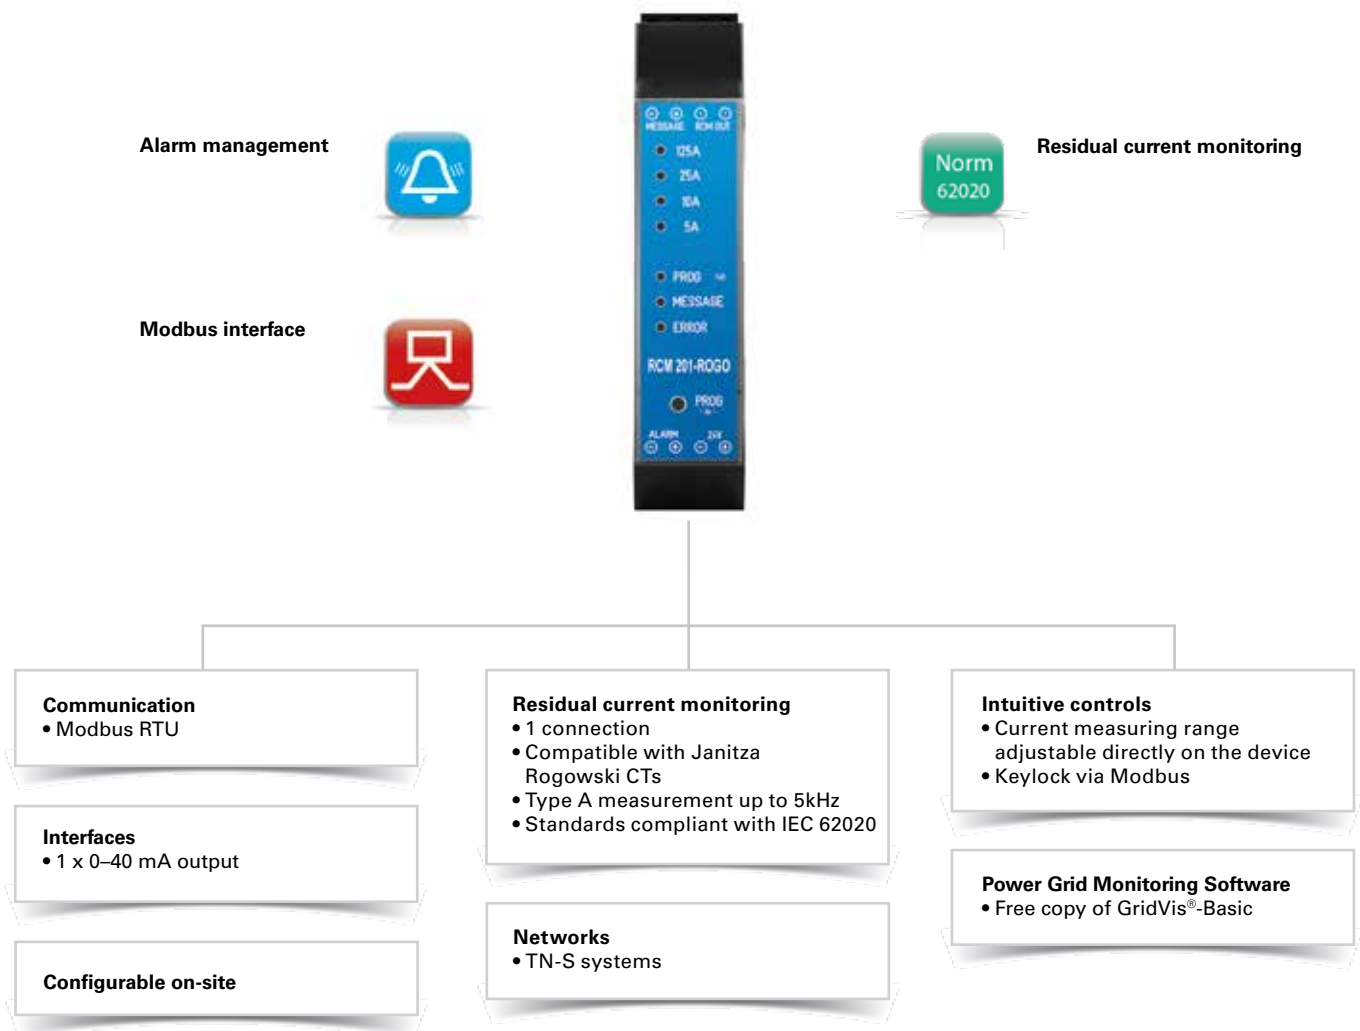 Alarm management
Modbus interface
Norm
62020
Residual current monitoring
MESSAGE RCM OUT
125A
25A
10A
5A
PROG
MESSAGE
ERROR
RCM 201-ROGO
PROG
ALARM 24V
Communication
• Modbus RTU
Interfaces
• 1 x 0–40 mA output
Configurable on-site
Residual current monitoring
• 1 connection
• Compatible with Janitza
Rogowski CTs
• Type A measurement up to 5kHz
• Standards compliant with IEC 62020
Networks
• TN-S systems
Intuitive controls
• Current measuring range
adjustable directly on the device
• Keylock via Modbus
Power Grid Monitoring Software
• Free copy of GridVis®-Basic